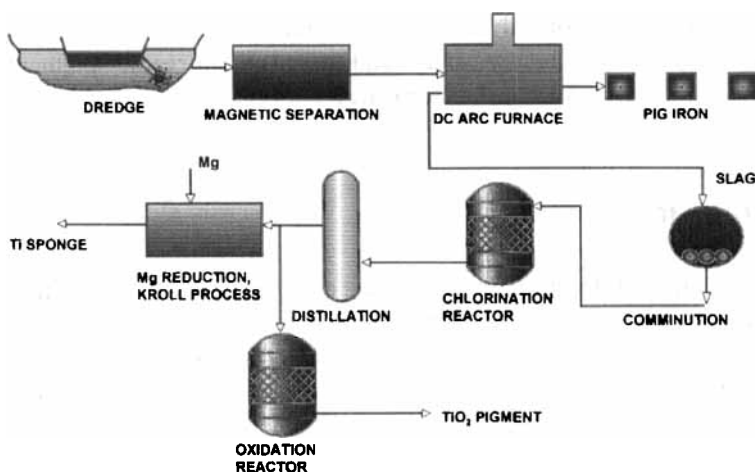 DREDGE
MAGNETIC SEPARATION
DC ARC FURNACE
PIG IRON
SLAG
Mg
Ti SPONGE
Mg REDUCTION,
KROLL PROCESS
DISTILLATION
CHLORINATION
REACTOR
COMMINUTION
TiO₂ PIGMENT
OXIDATION
REACTOR